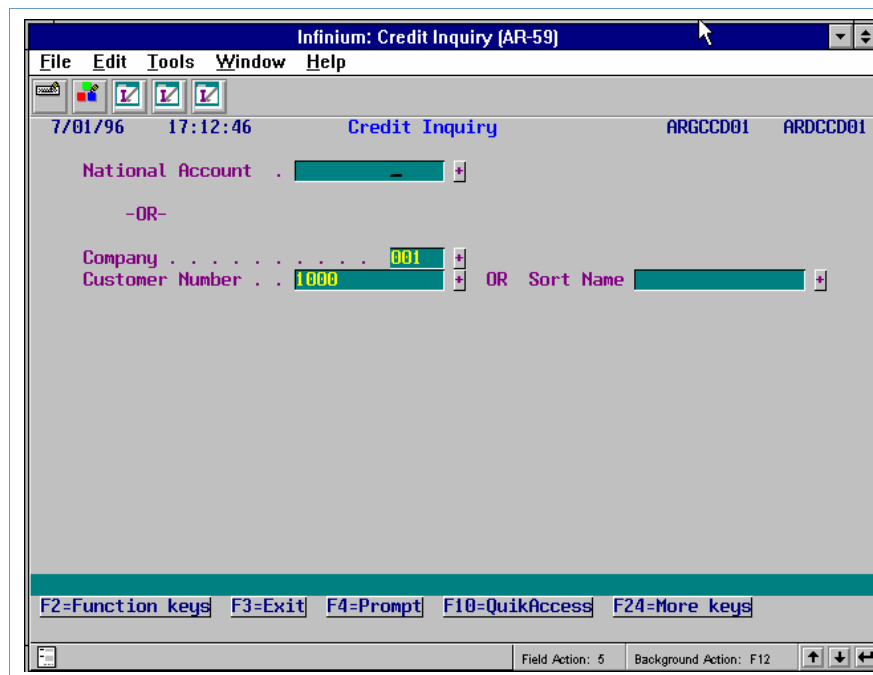 Infinium: Credit Inquiry (AR-59)
File Edit Tools Window Help
7/01/96 17:12:46 Credit Inquiry ARGCCD01 ARDCCD01
National Account . _ +
-OR-
Company . . . . . . . . . . 001 +
Customer Number . . 1000 + OR Sort Name +
F2=Function keys F3=Exit F4=Prompt F10=QuikAccess F24=More keys
Field Action: 5 Background Action: F12